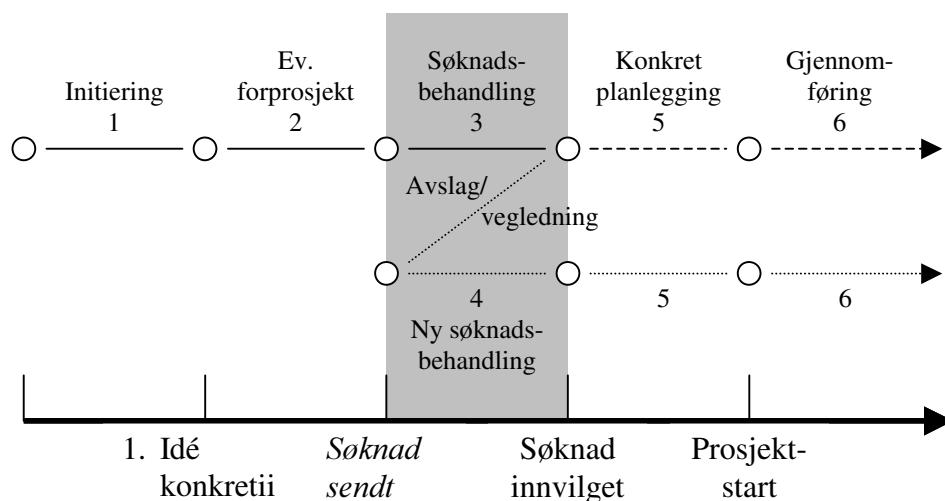 Initiering
1
Ev.
forprosjekt
2
Søknads-
behandling
3
Konkret
planlegging
5
Gjennom-
føring
6
Avslag/
vegledning
4
Ny søknads-
behandling
5
6
1. Idé
konkretii
Søknad
sendt
Søknad
innvilget
Prosjekt-
start